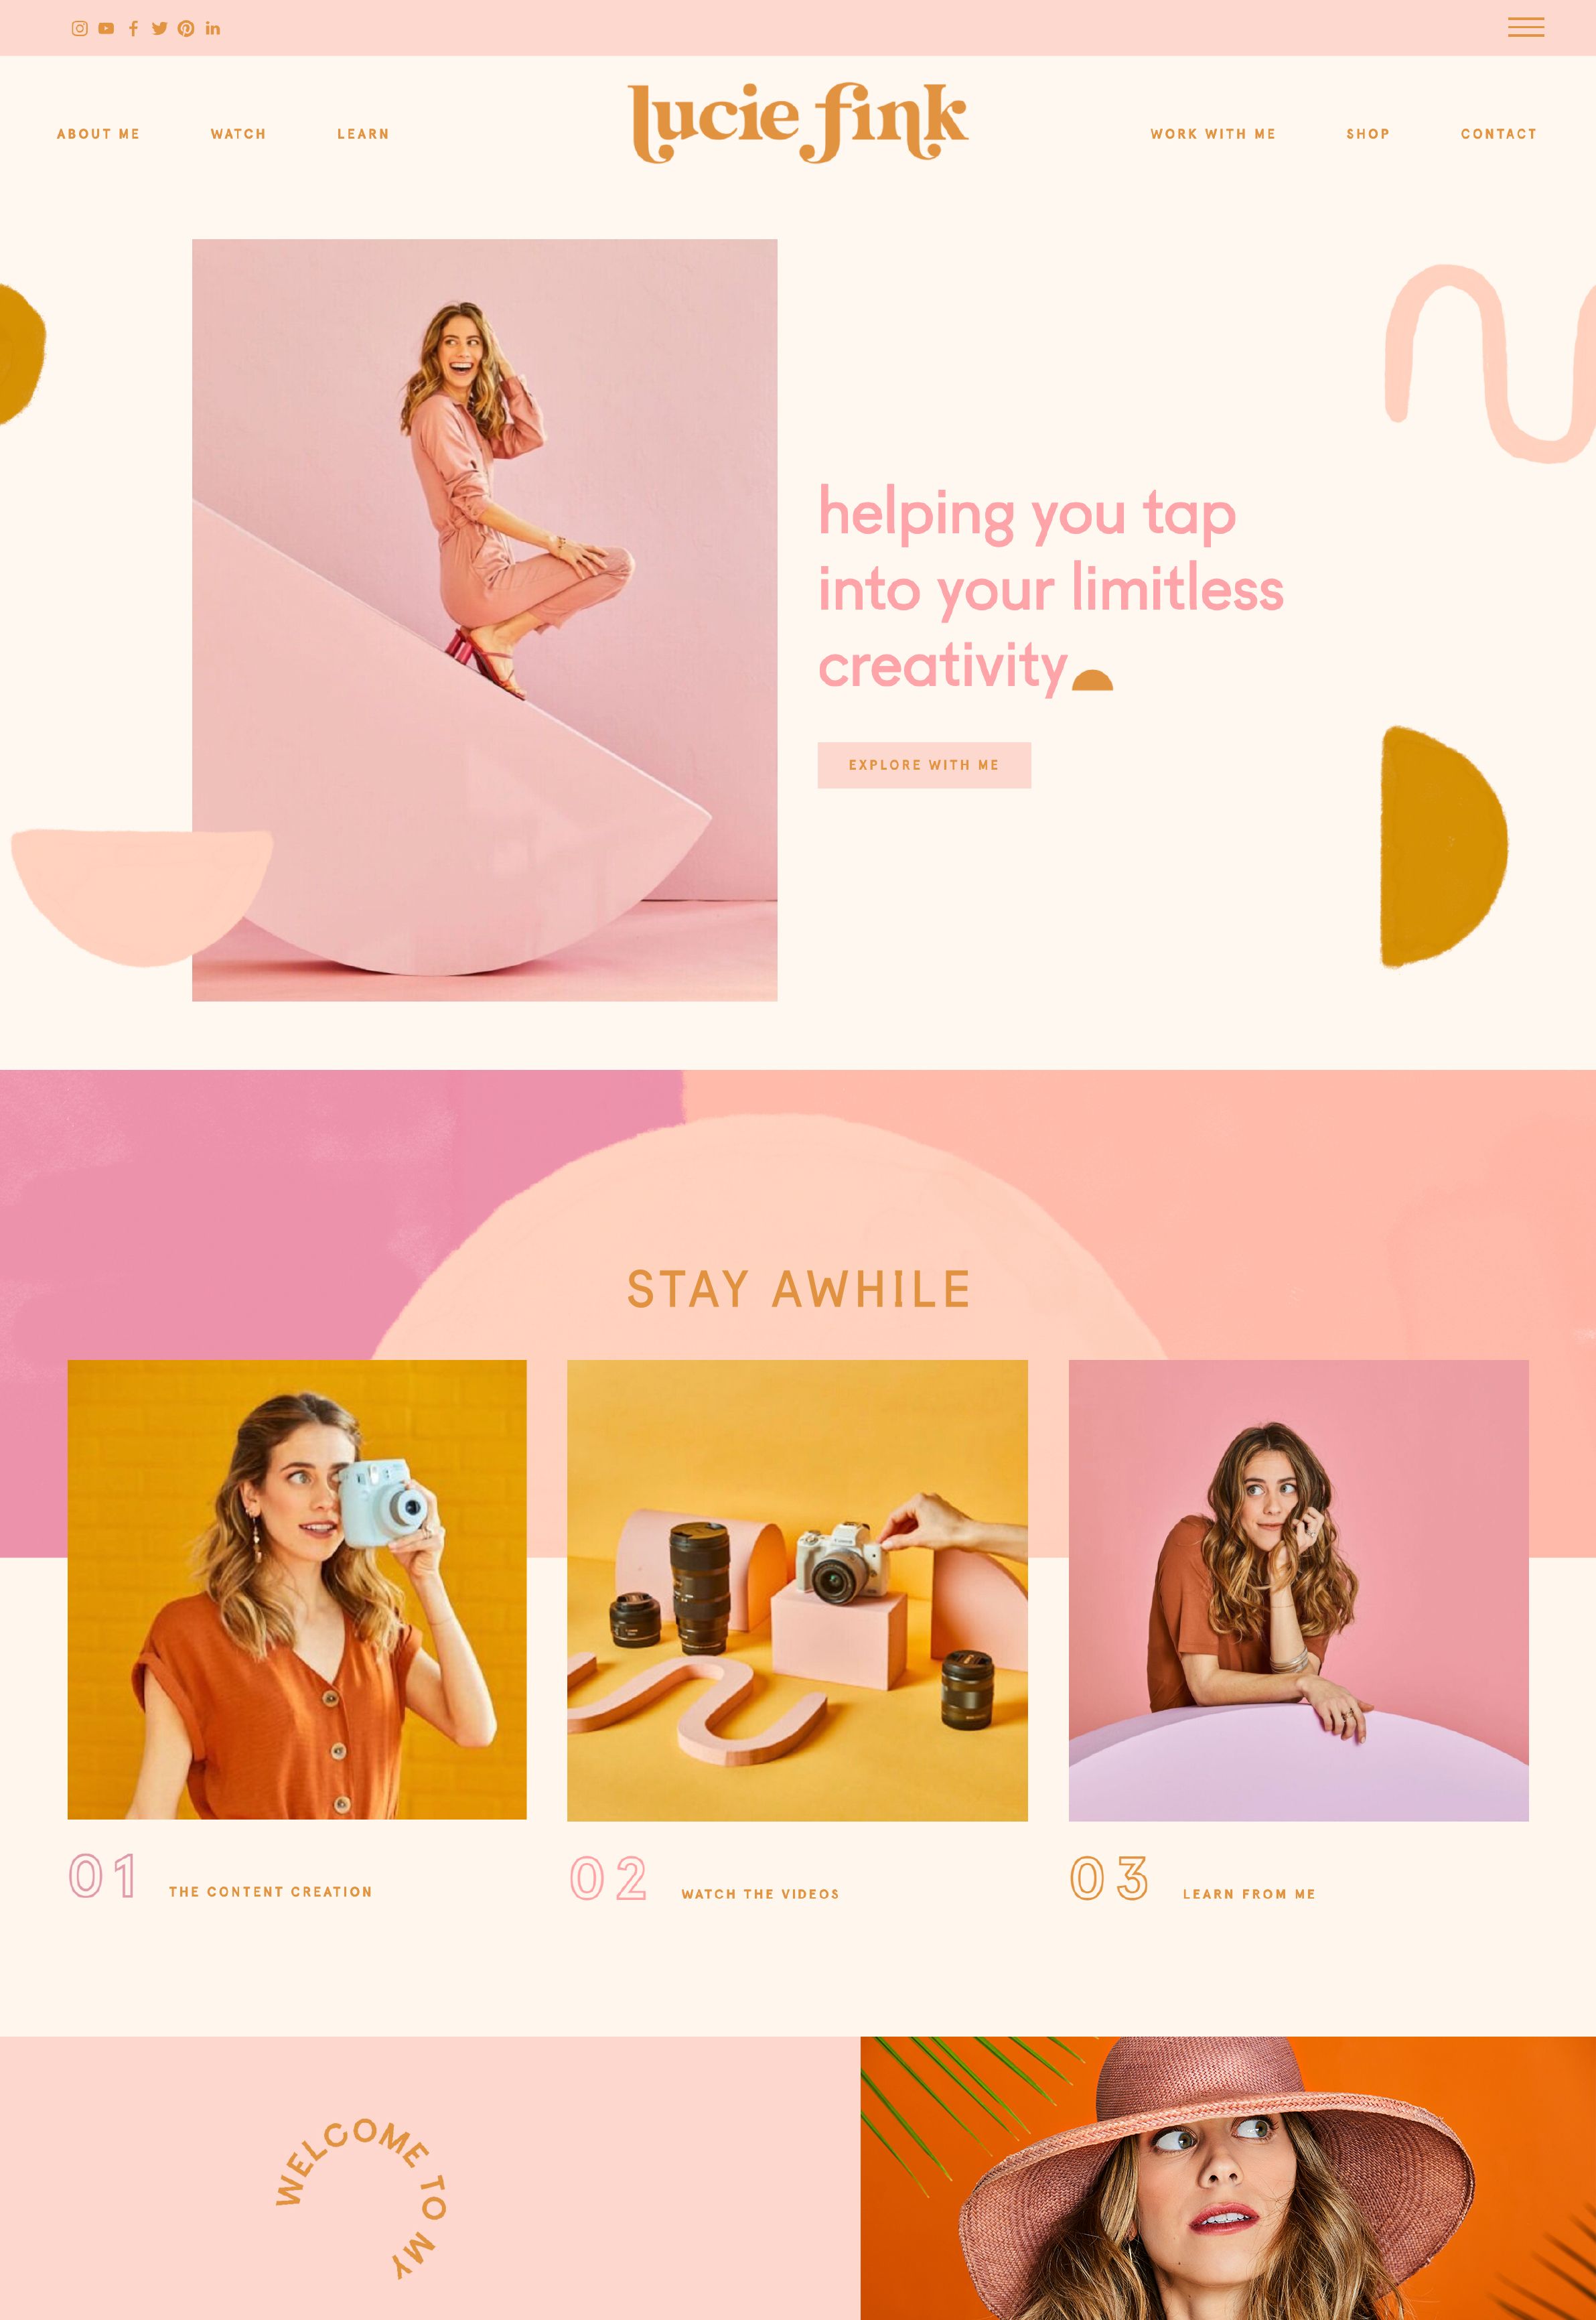 lucie fink
ABOUT ME
WATCH
LEARN
WORK WITH ME
SHOP
CONTACT
helping you tap
into your limitless
creativity
EXPLORE WITH ME
STAY AWHILE
01 THE CONTENT CREATION
02 WATCH THE VIDEOS
03 LEARN FROM ME
WELCOME TO MY